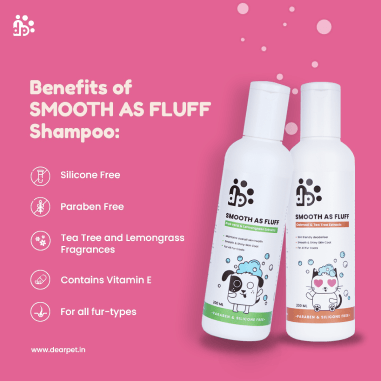 Benefits of
SMOOTH AS FLUFF
Shampoo:
Silicone Free
Paraben Free
Tea Tree and Lemongrass
Fragrances
Contains Vitamin E
For all fur-types
www.dearpet.in
SMOOTH AS FLUFF
200 ML
PARABEN & SILICONE FREE
SMOOTH AS FLUFF
200 ML
PARABEN & SILICONE FREE